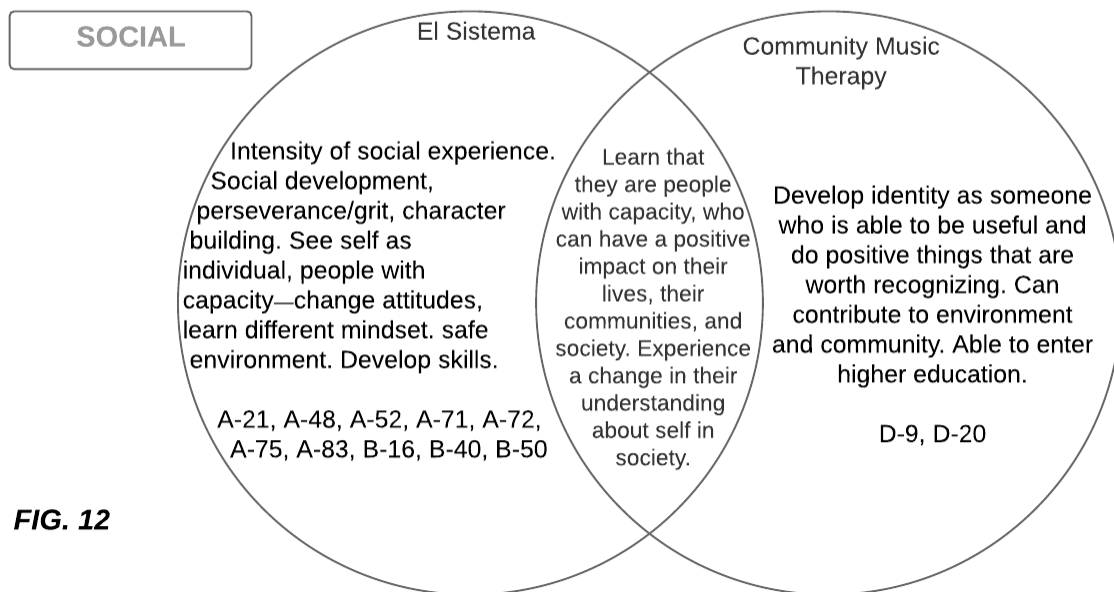 SOCIAL
El Sistema
Community Music
Therapy
Intensity of social experience.
Social development,
perseverance/grit, character
building. See self as
individual, people with
capacity—change attitudes,
learn different mindset. safe
environment. Develop skills.
A-21, A-48, A-52, A-71, A-72,
A-75, A-83, B-16, B-40, B-50
Learn that
they are people
with capacity, who
can have a positive
impact on their
lives, their
communities, and
society. Experience
a change in their
understanding
about self in
society.
Develop identity as someone
who is able to be useful and
do positive things that are
worth recognizing. Can
contribute to environment
and community. Able to enter
higher education.
D-9, D-20
FIG. 12